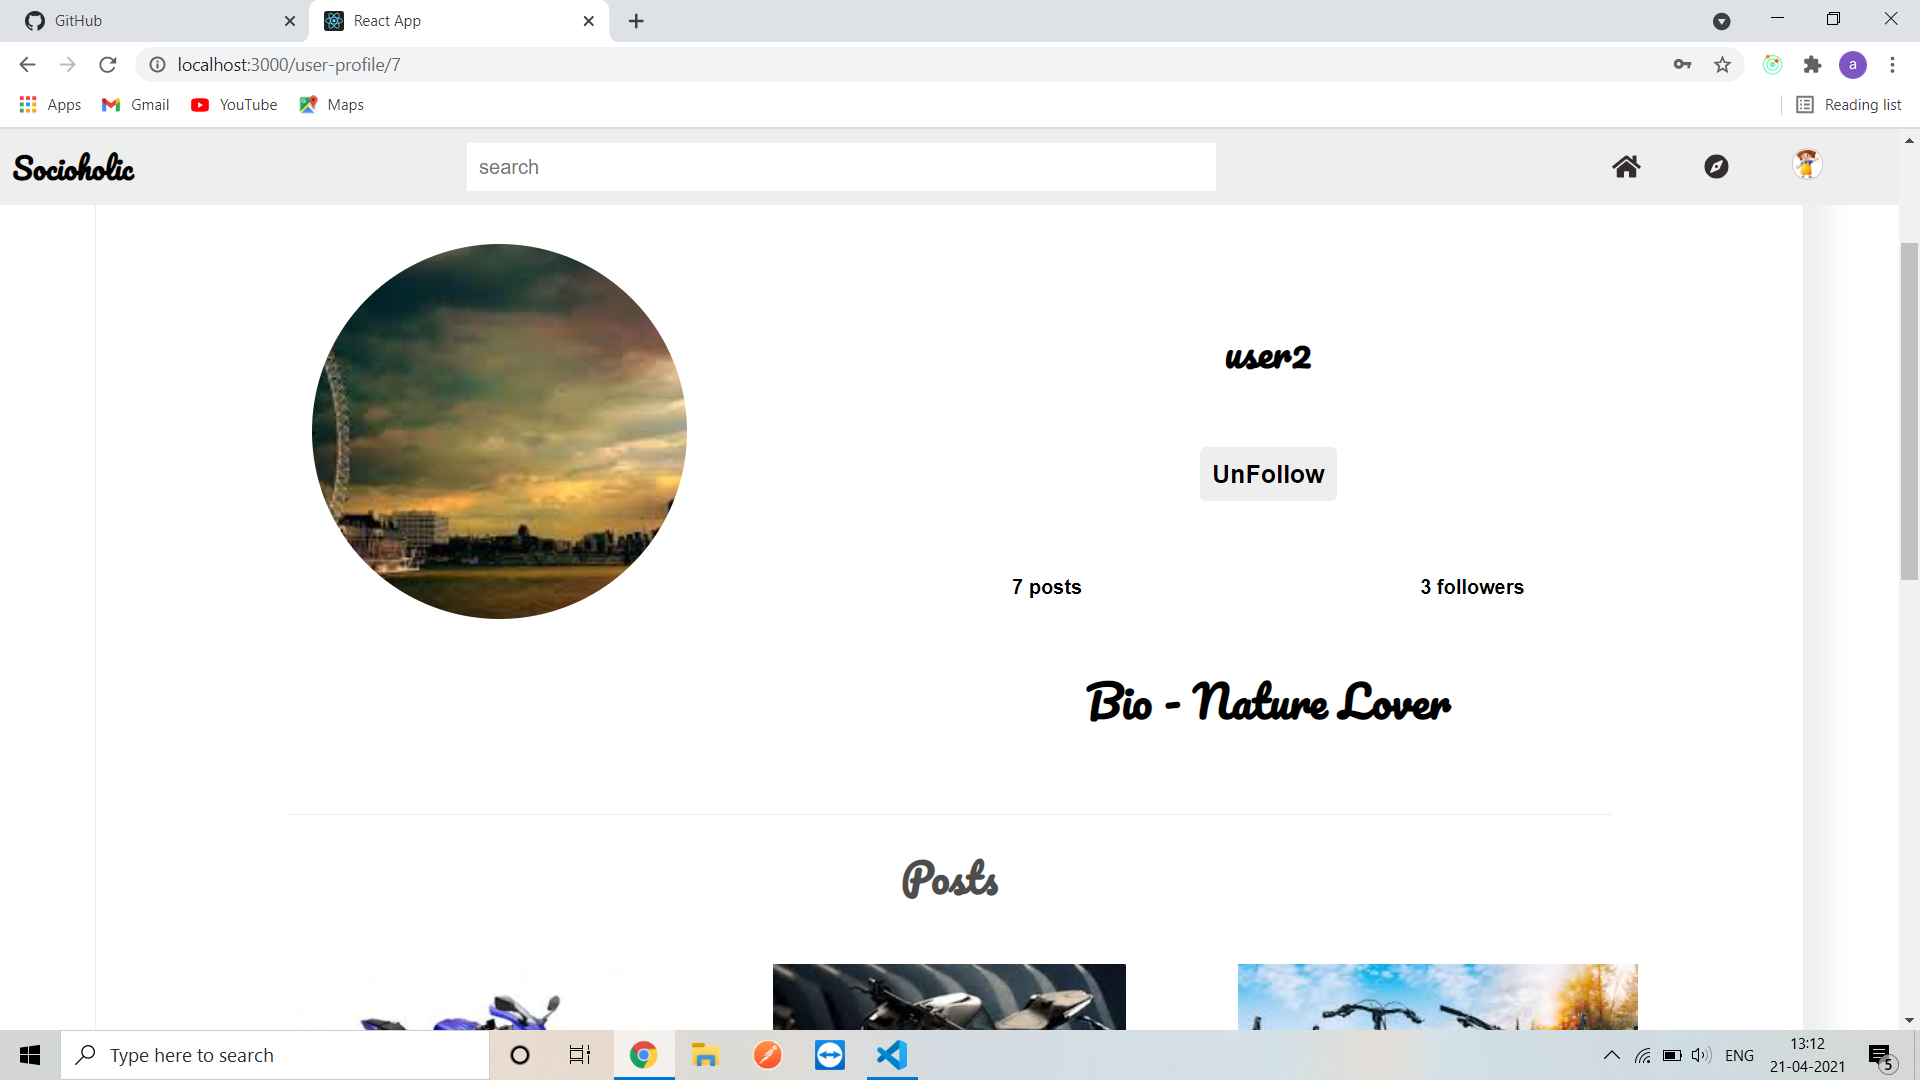 GitHub
React App
localhost:3000/user-profile/7
a
Apps
Gmail
YouTube
Maps
Reading list
Socioholic
search
user2
UnFollow
7 posts
3 followers
Bio - Nature Lover
Posts
Type here to search
ENG
13:12
21-04-2021
5